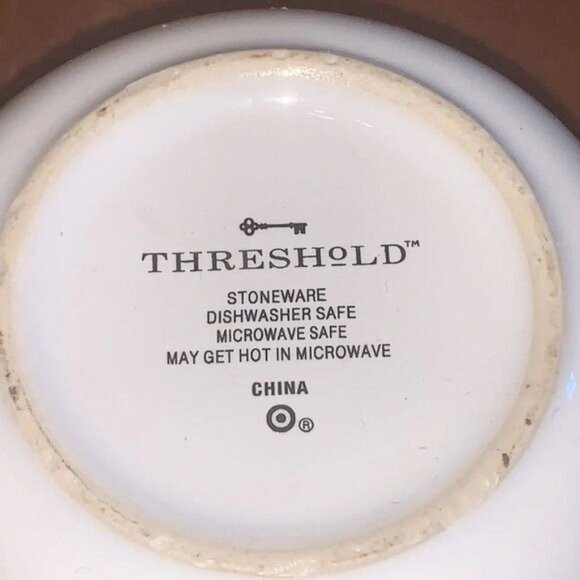 THRESHOLD™
STONEWARE
DISHWASHER SAFE
MICROWAVE SAFE
MAY GET HOT IN MICROWAVE
CHINA
®